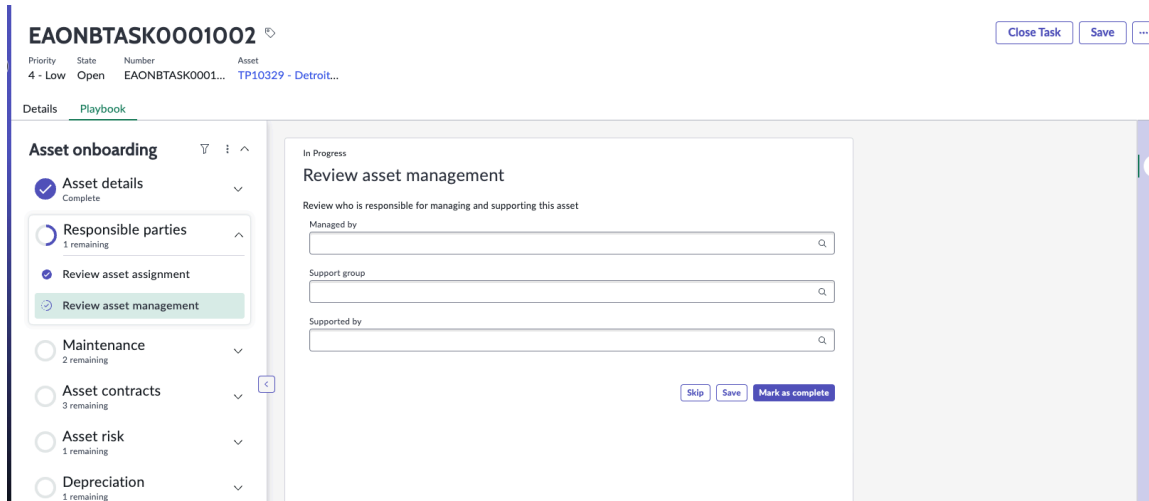 EAONBTASK0001002
Close Task Save ...
Priority State Number Asset
4 - Low Open EAONBTASK0001... TP10329 - Detroit...
Details Playbook
Asset onboarding
Asset details
Complete
Responsible parties
1 remaining
Review asset assignment
Review asset management
Maintenance
2 remaining
Asset contracts
3 remaining
Asset risk
1 remaining
Depreciation
1 remaining
In Progress
Review asset management
Review who is responsible for managing and supporting this asset
Managed by
Support group
Supported by
Skip Save Mark as complete